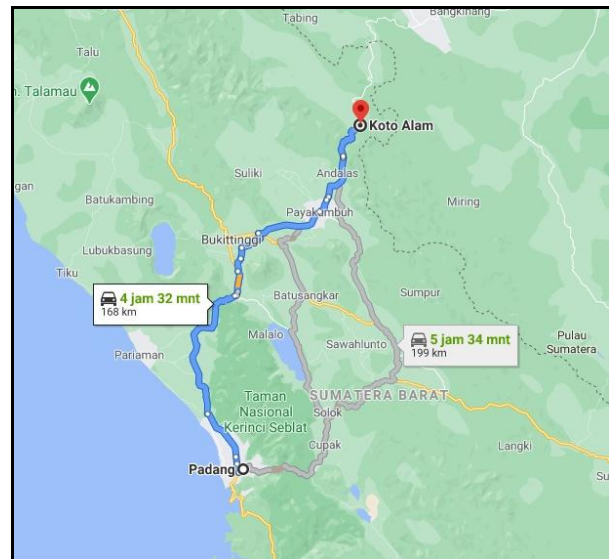 Tabing
Bangkinang
Talu
n. Talamau
Koto Alam
Suliki
Andalas
ngan
Batukambing
Miring
Payakumbuh
Bukittinggi
Lubukbasung
Tiku
4 jam 32 mnt
168 km
Batusangkar
Sumpur
Malalo
Sawahlunto
5 jam 34 mnt
199 km
Pulau
Sumatera
Pariaman
Taman
Nasional
Kerinci Seblat
SUMATERA BARAT
Solok
Cupak
Langki
Padang
Su